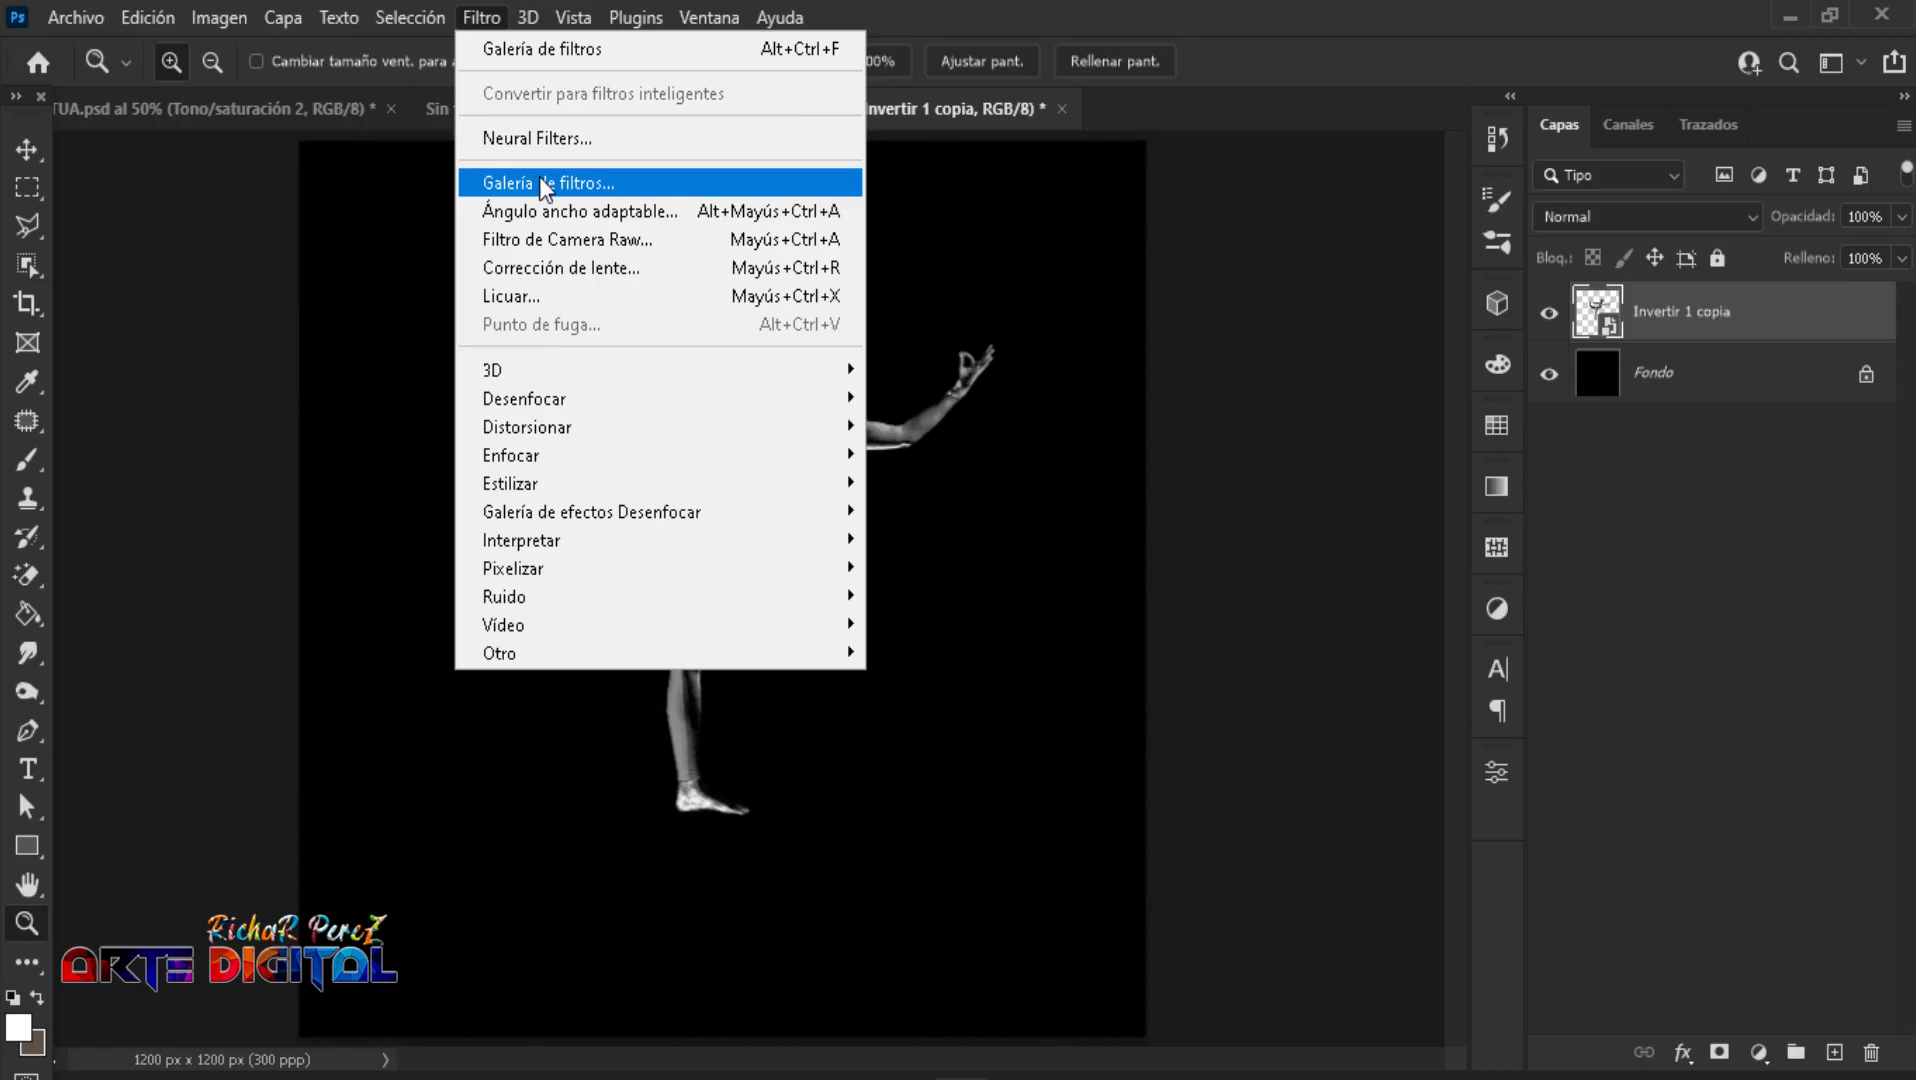 Ps Archivo Edición Imagen Capa Texto Selección Filtro 3D Vista Plugins Ventana Ayuda
Cambiar tamaño vent. para 00% Ajustar pant. Rellenar pant.
TUA.psd al 50% (Tono/saturación 2, RGB/8) * Sin Invertir 1 copia, RGB/8) *
Galería de filtros Alt+Ctrl+F
Convertir para filtros inteligentes
Neural Filters...
Galería de filtros...
Ángulo ancho adaptable... Alt+Mayús+Ctrl+A
Filtro de Camera Raw... Mayús+Ctrl+A
Corrección de lente... Mayús+Ctrl+R
Licuar... Mayús+Ctrl+X
Punto de fuga... Alt+Ctrl+V
3D
Desenfocar
Distorsionar
Enfocar
Estilizar
Galería de efectos Desenfocar
Interpretar
Pixelizar
Ruido
Vídeo
Otro
Capas Canales Trazados
Tipo
Normal Opacidad: 100%
Bloq.: Relleno: 100%
Invertir 1 copia
Fondo
RichaR PereZ
ARTE DIGITAL
1200 px x 1200 px (300 ppp)